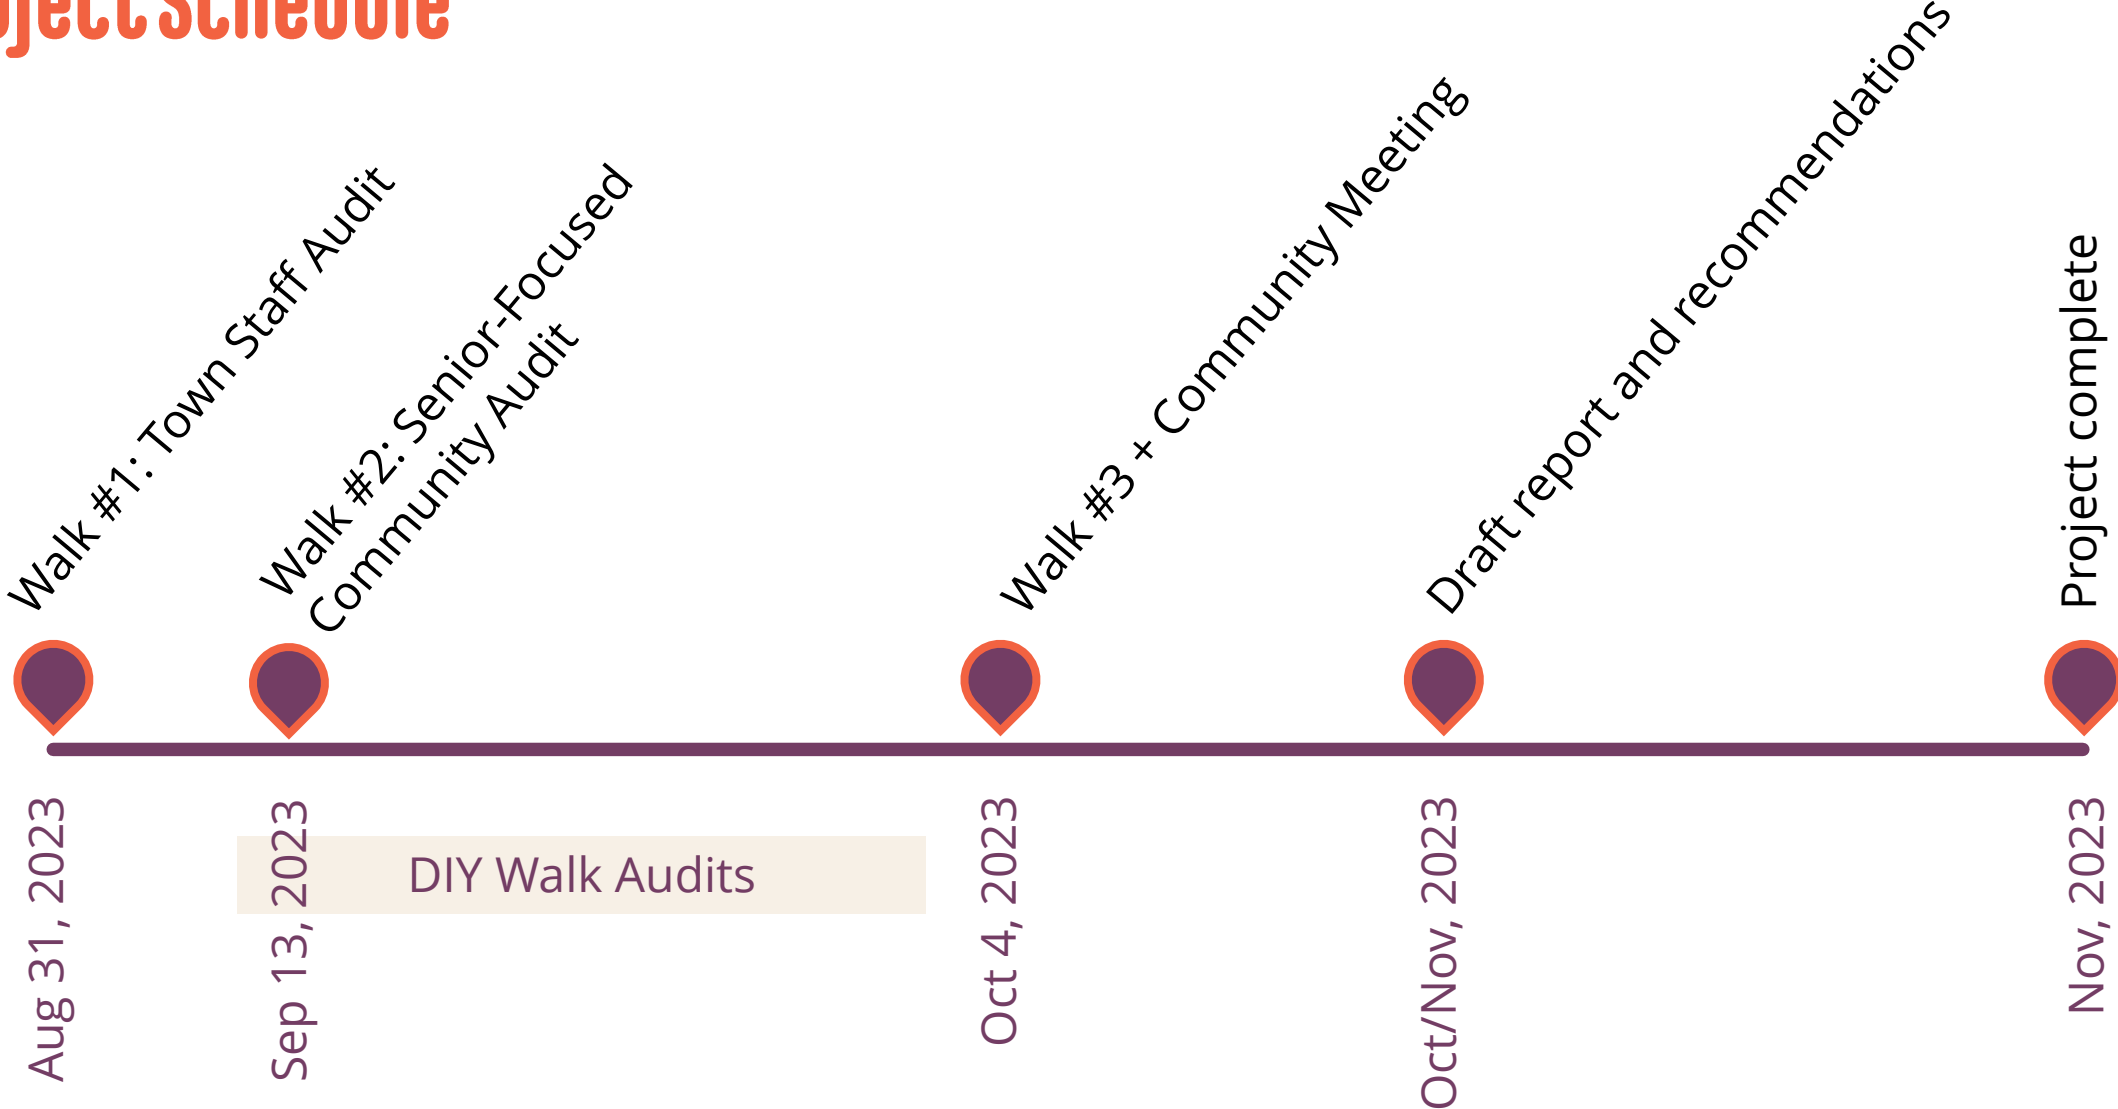 oject Schedule
Walk #1: Town Staff Audit
Walk #2: Senior-Focused
Community Audit
Walk #3 + Community Meeting
Draft report and recommendations
Project complete
Aug 31, 2023
Sep 13, 2023
DIY Walk Audits
Oct 4, 2023
Oct/Nov, 2023
Nov, 2023